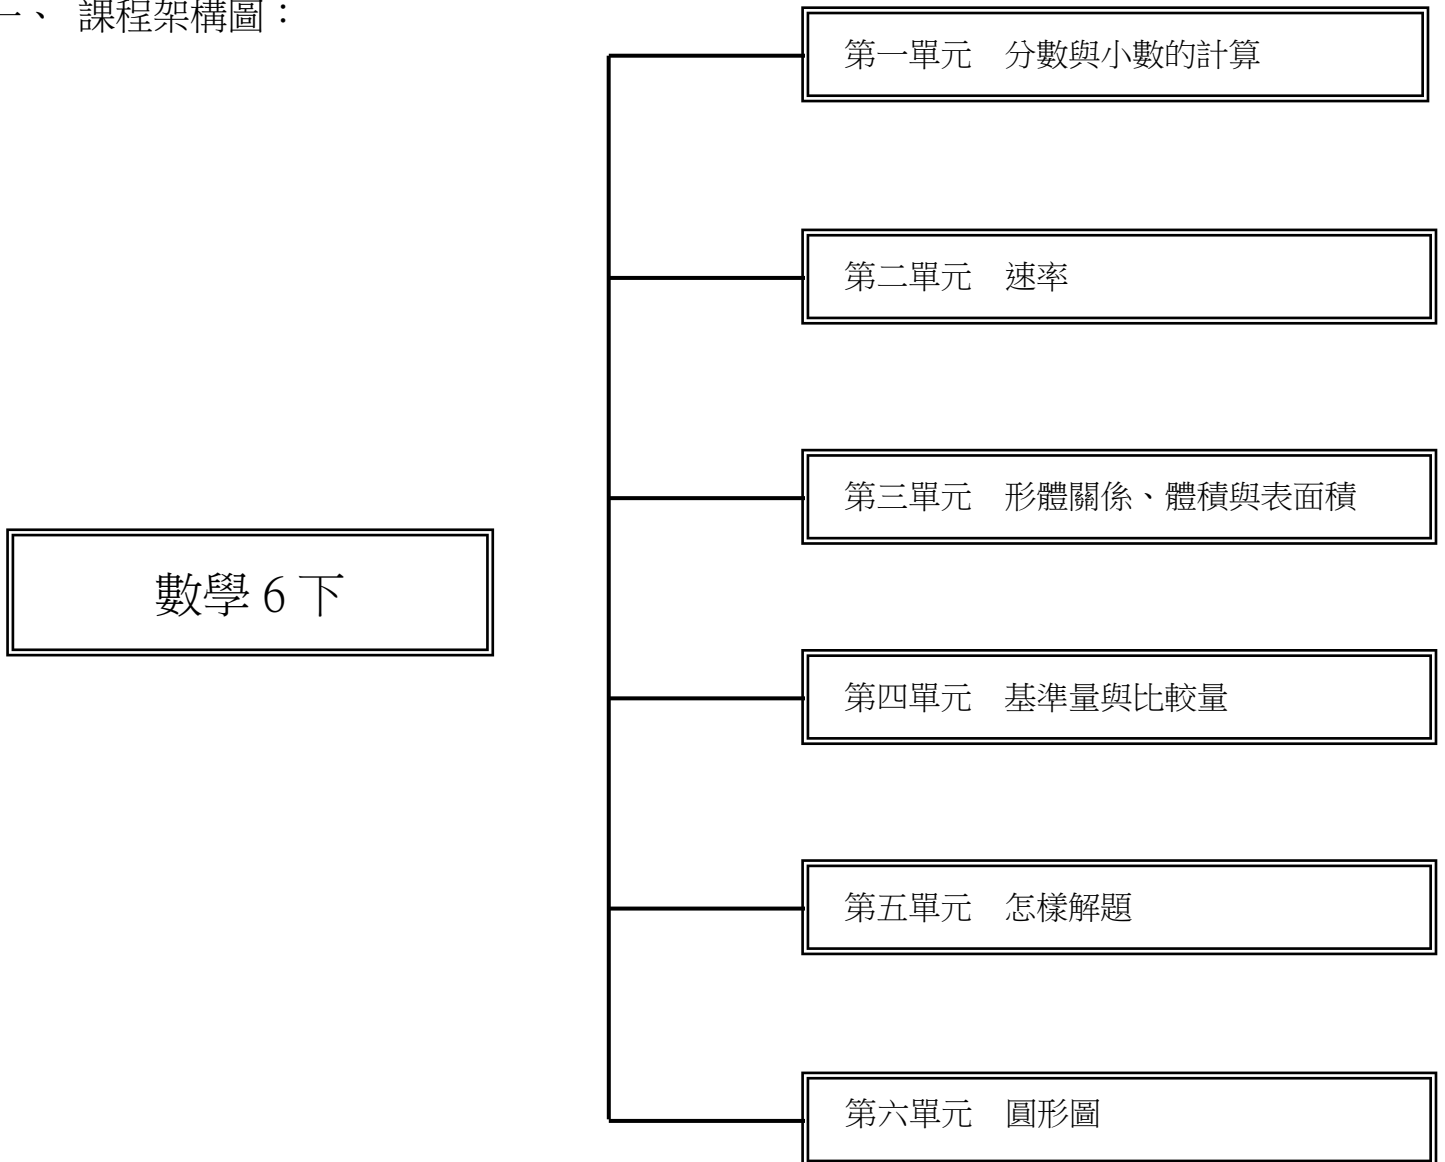 一、 課程架構圖：
第一單元　分數與小數的計算
第二單元　速率
第三單元　形體關係、體積與表面積
數學 6 下
第四單元　基準量與比較量
第五單元　怎樣解題
第六單元　圓形圖